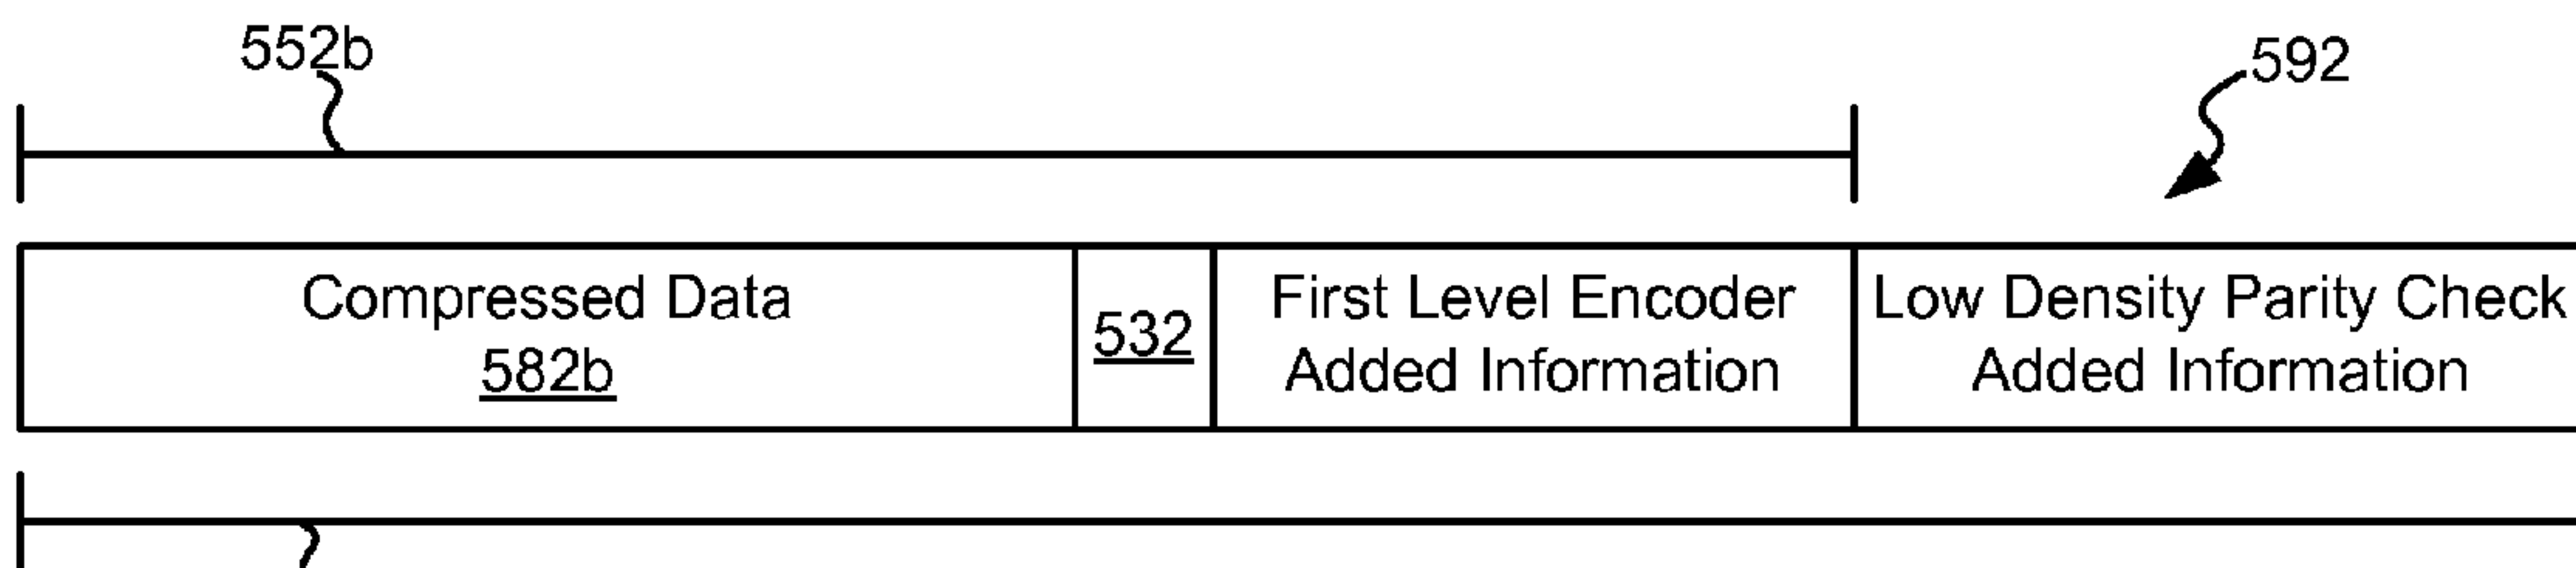 552b
592
Compressed Data
582b
532
First Level Encoder
Added Information
Low Density Parity Check
Added Information